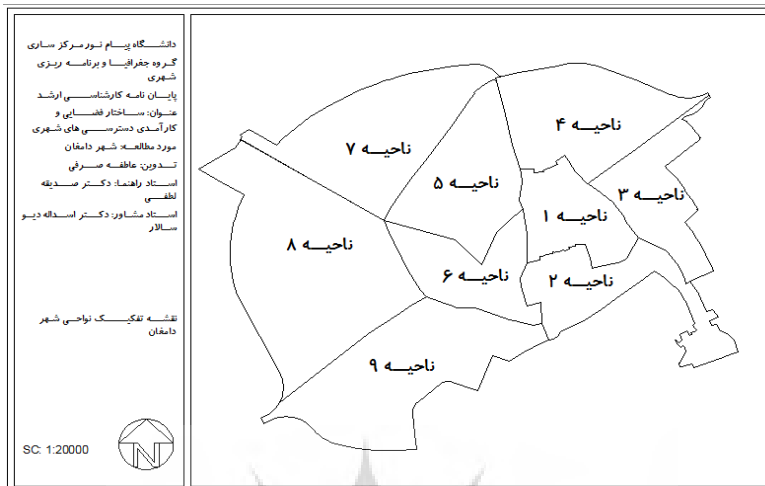 دانشگاه پیام نور مرکز ساری
گروه جغرافیا و برنامه ریزی
شهری
پایان نامه کارشناسی ارشد
عنوان: ساختار فضایی و
کارآمدی دسترسی های شهری
مورد مطالعه: شهر دامغان
تدوین: عاطفه صرفی
استاد راهنما: دکتر صدیقه
لطفی
استاد مشاور: دکتر اسداله دیو
سالار
نقشه تفکیک نواحی شهر
دامغان
SC: 1:20000
N
ناحیه ۴
ناحیه ۷
ناحیه ۵
ناحیه ۳
ناحیه ۱
ناحیه ۸
ناحیه ۶
ناحیه ۲
ناحیه ۹